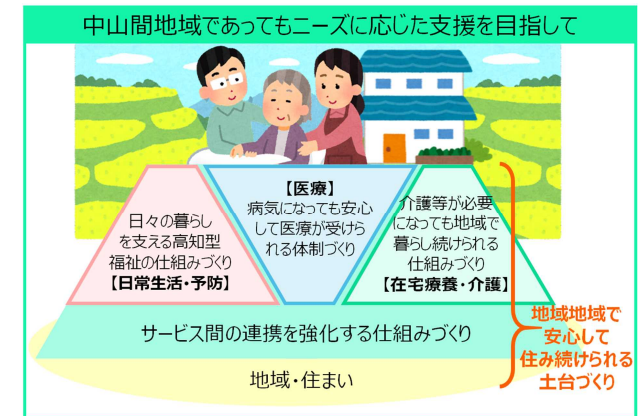 中山間地域であってもニーズに応じた支援を目指して
日々の暮らし
を支える高知型
福祉の仕組みづくり
【日常生活・予防】
【医療】
病気になっても安心
して医療が受けら
れる体制づくり
介護等が必要
になっても地域で
暮らし続けられる
仕組みづくり
【在宅療養・介護】
サービス間の連携を強化する仕組みづくり
地域・住まい
地域地域で
安心して
住み続けられる
土台づくり